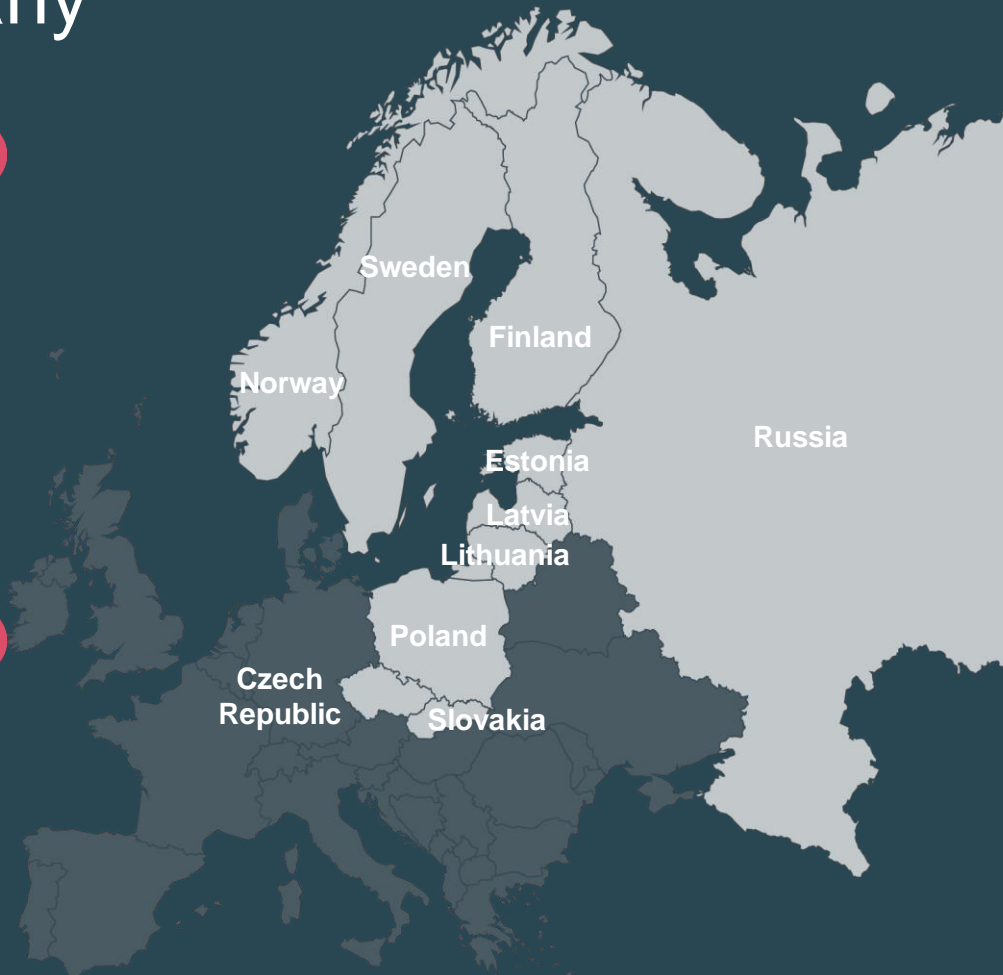 Sweden
Finland
Norway
Russia
Estonia
Latvia
Lithuania
Poland
Czech
Republic
Slovakia